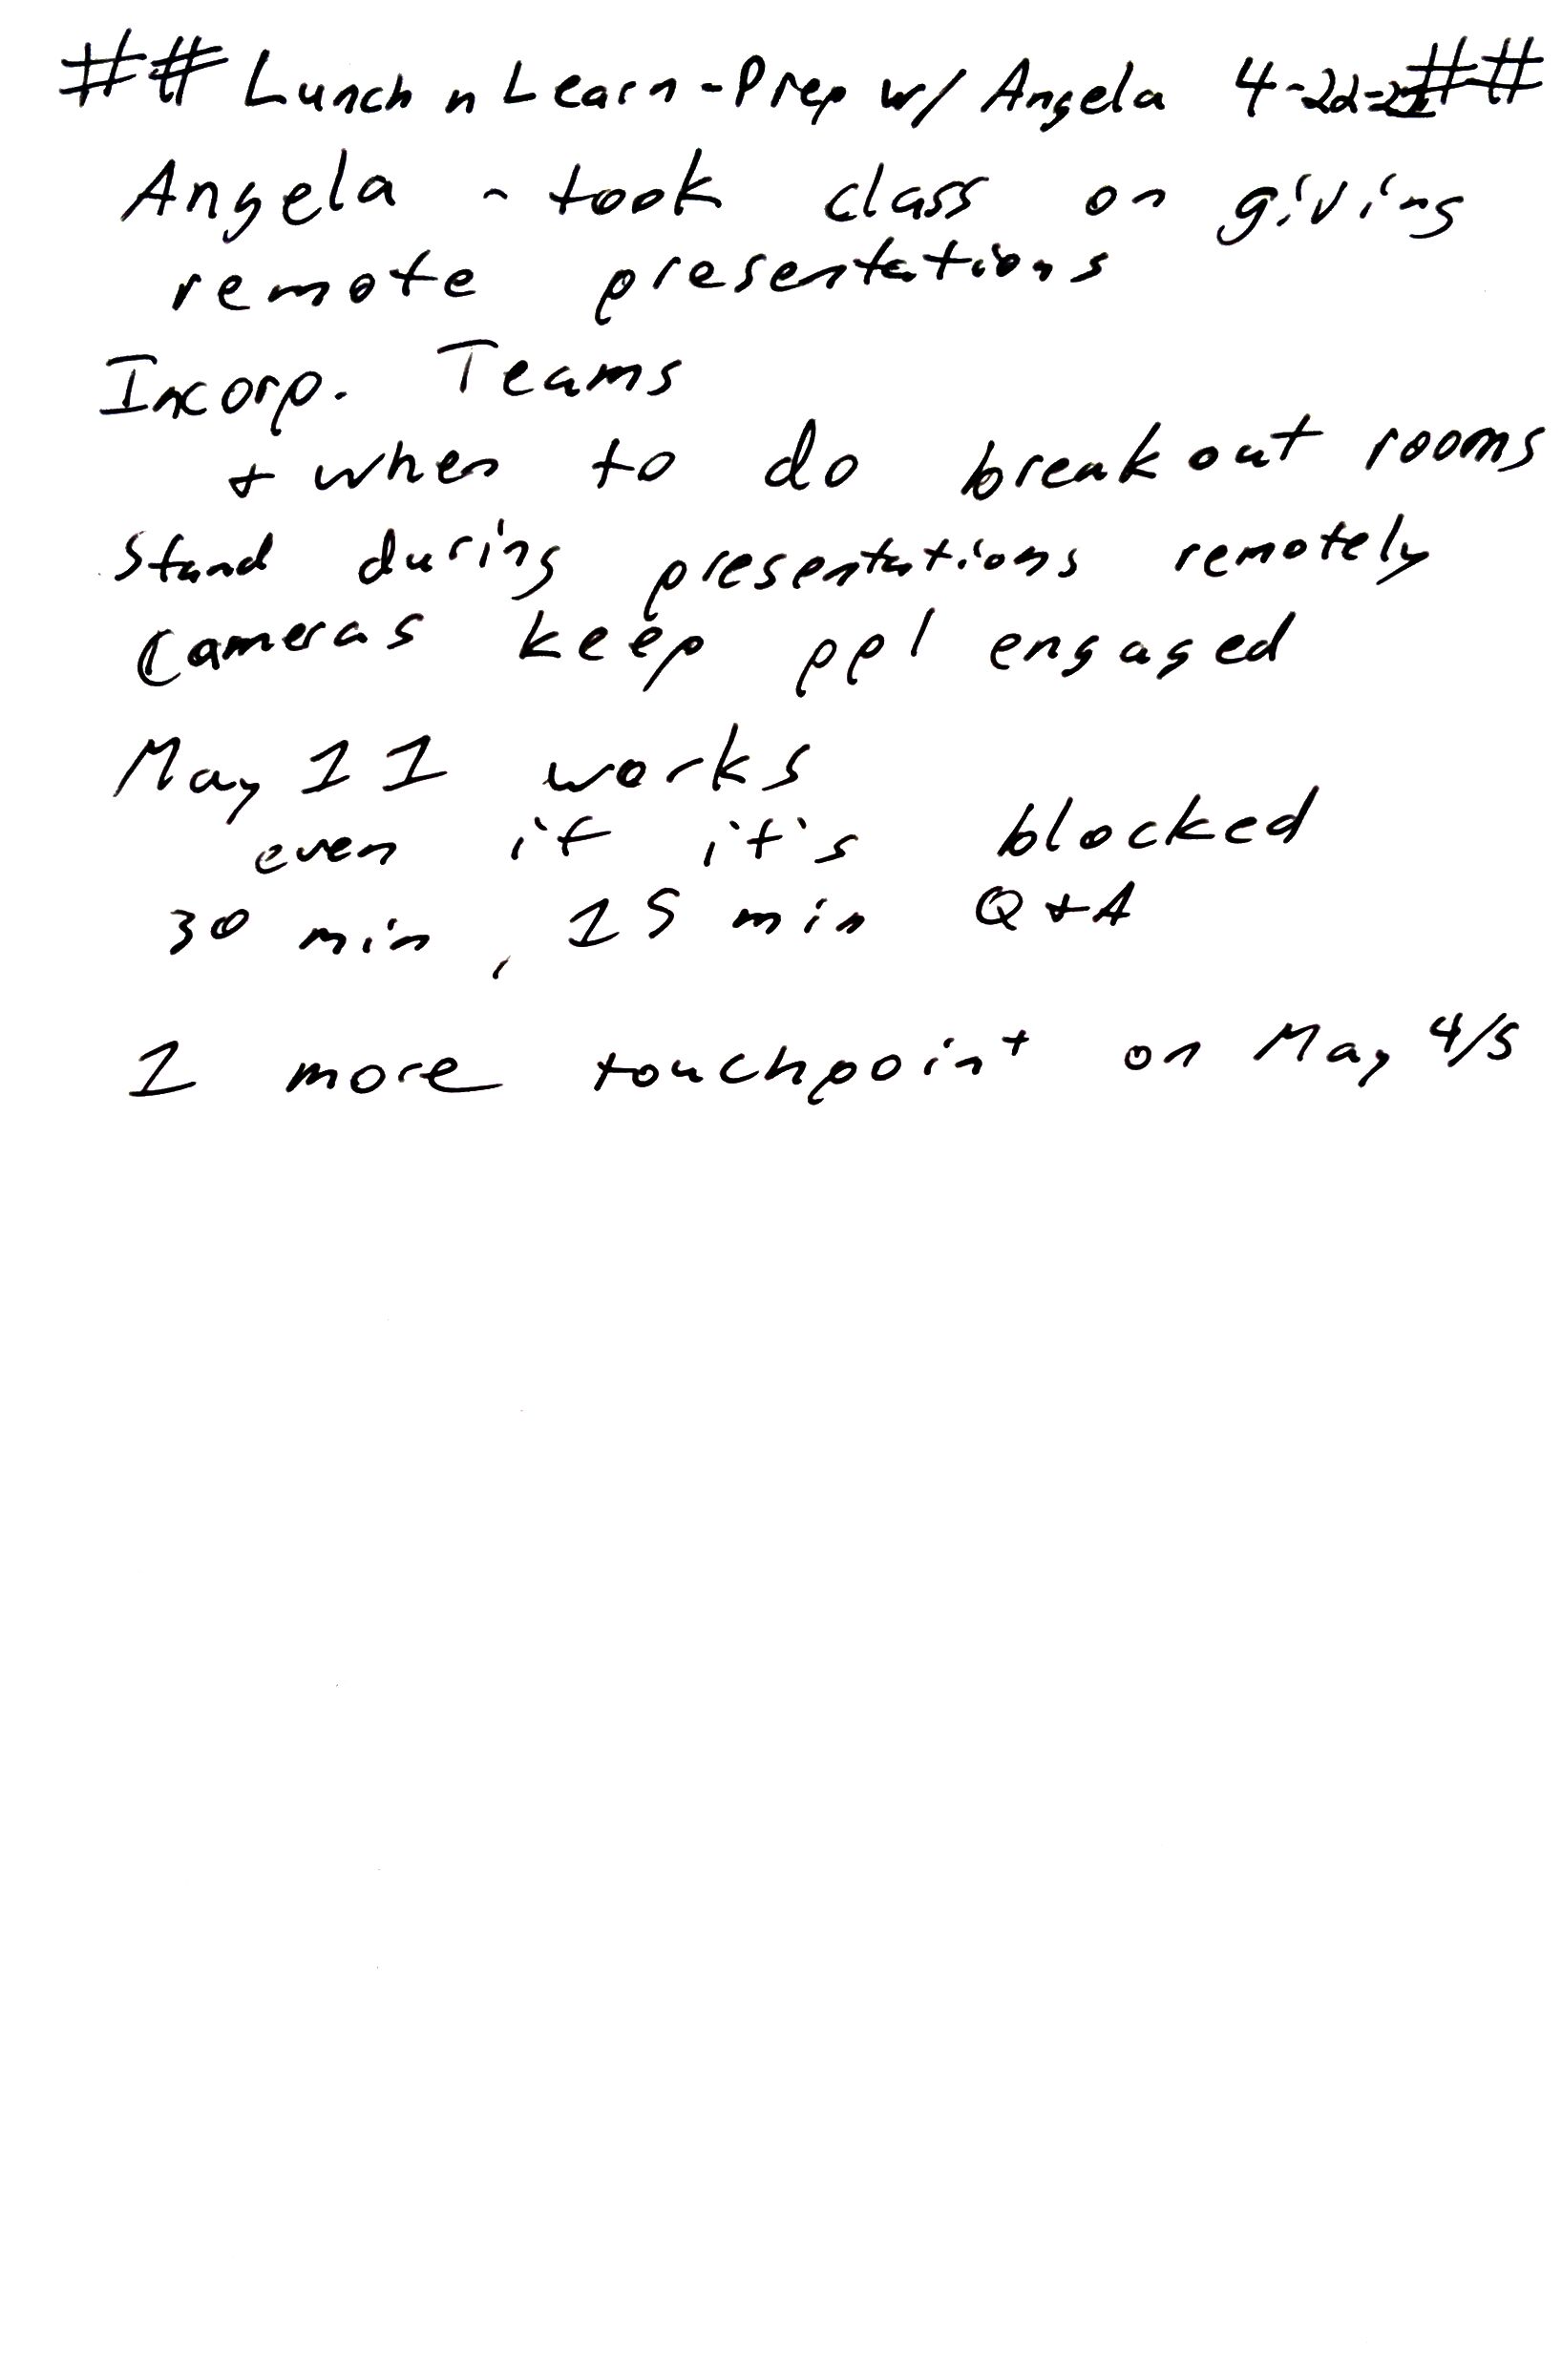 ## Lunch n Learn-Prep w/ Angela 4-22-21##
Angela - took class on giving
remote presentations
Incorp. Teams
+ when to do breakout rooms
Stand during presentations remotely
Cameras keep ppl engaged
May 11 works
even if it's blocked
30 min, 15 min Q+A
1 more touchpoint on May 4/5